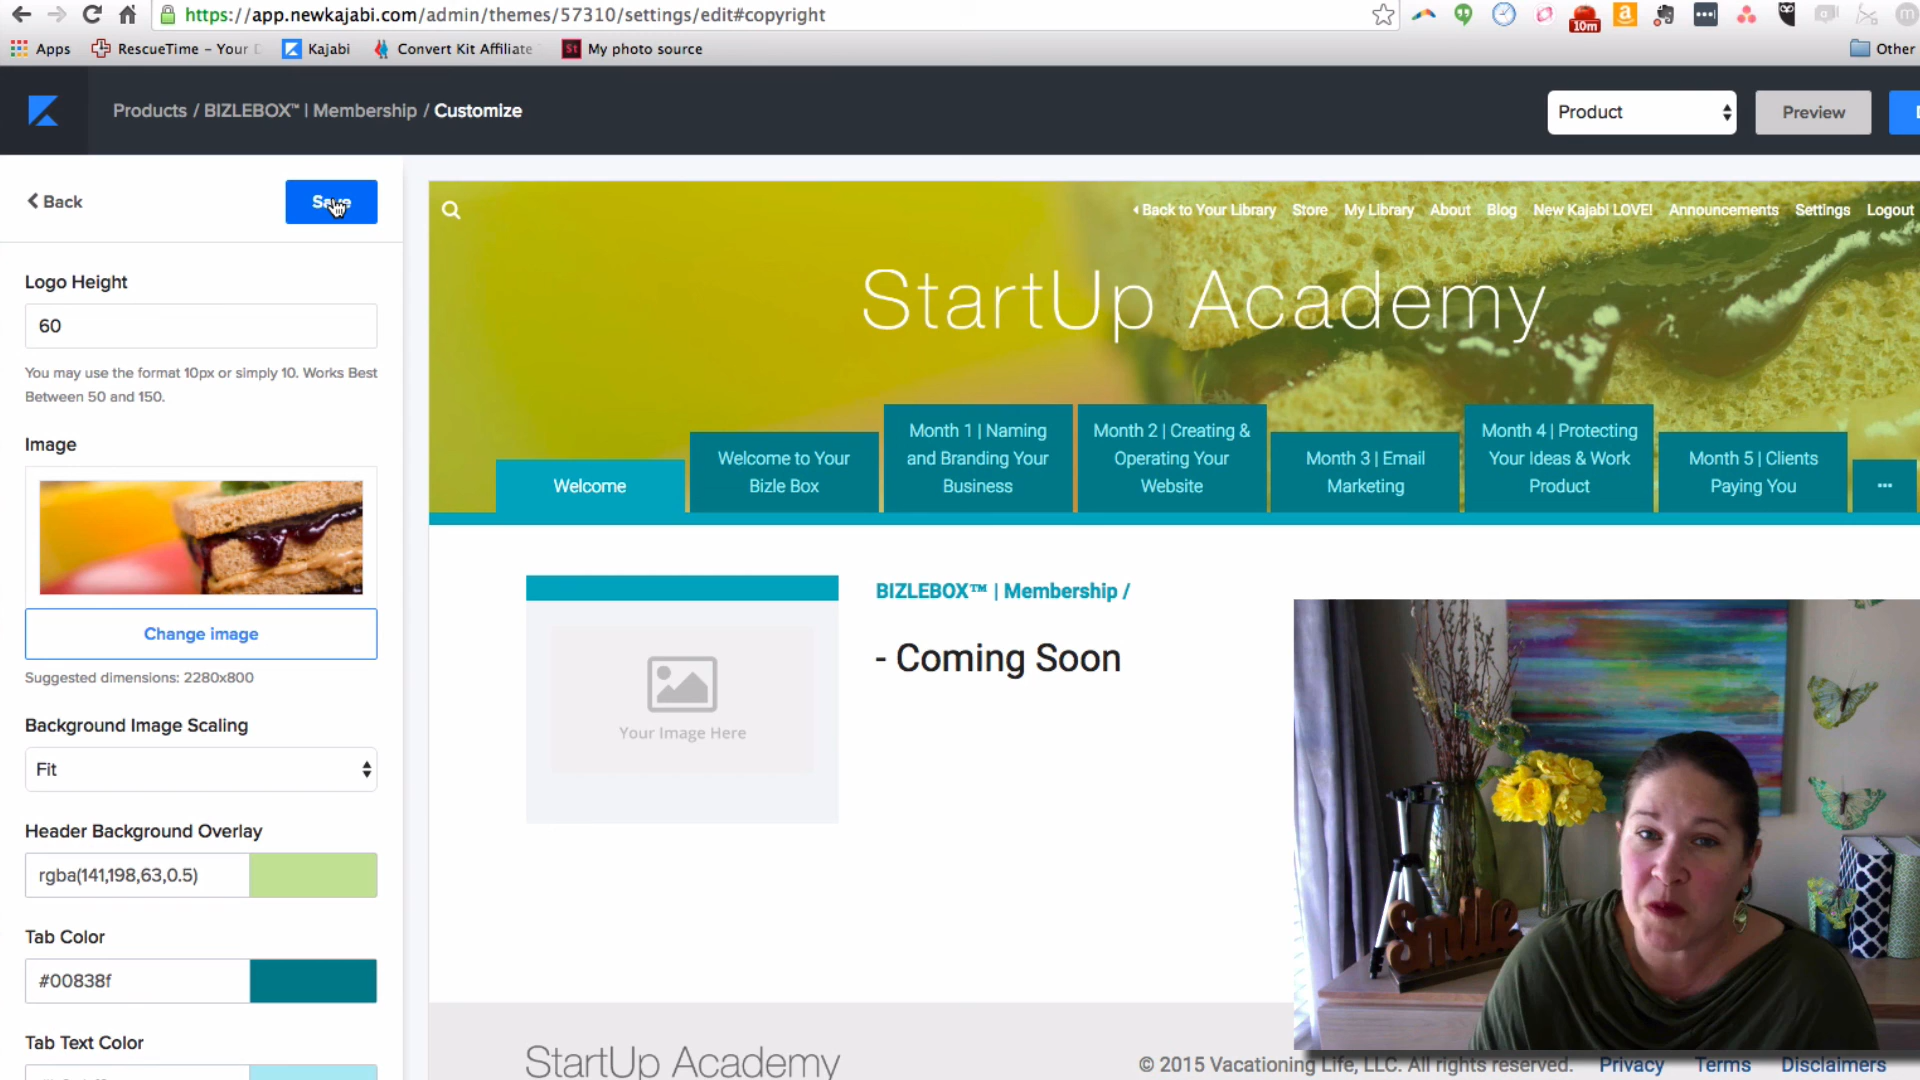 https://app.newkajabi.com/admin/themes/57310/settings/edit#copyright
10m
Apps
RescueTime - Your
Kajabi
Convert Kit Affiliate
St
My photo source
Other
Products / BIZLEBOX™ | Membership / Customize
Product
Preview
Back
Save
Logo Height
60
You may use the format 10px or simply 10. Works Best
Between 50 and 150.
Image
Change image
Suggested dimensions: 2280x800
Background Image Scaling
Fit
Header Background Overlay
rgba(141,198,63,0.5)
Tab Color
#00838f
Tab Text Color
Back to Your Library
Store
My Library
About
Blog
New Kajabi LOVE!
Announcements
Settings
Logout
StartUp Academy
Welcome
Welcome to Your
Bizle Box
Month 1 | Naming
and Branding Your
Business
Month 2 | Creating &
Operating Your
Website
Month 3 | Email
Marketing
Month 4 | Protecting
Your Ideas & Work
Product
Month 5 | Clients
Paying You
...
Your Image Here
BIZLEBOX™ | Membership /
- Coming Soon
Smile
StartUp Academy
© 2015 Vacationing Life, LLC. All rights reserved.
Privacy
Terms
Disclaimers